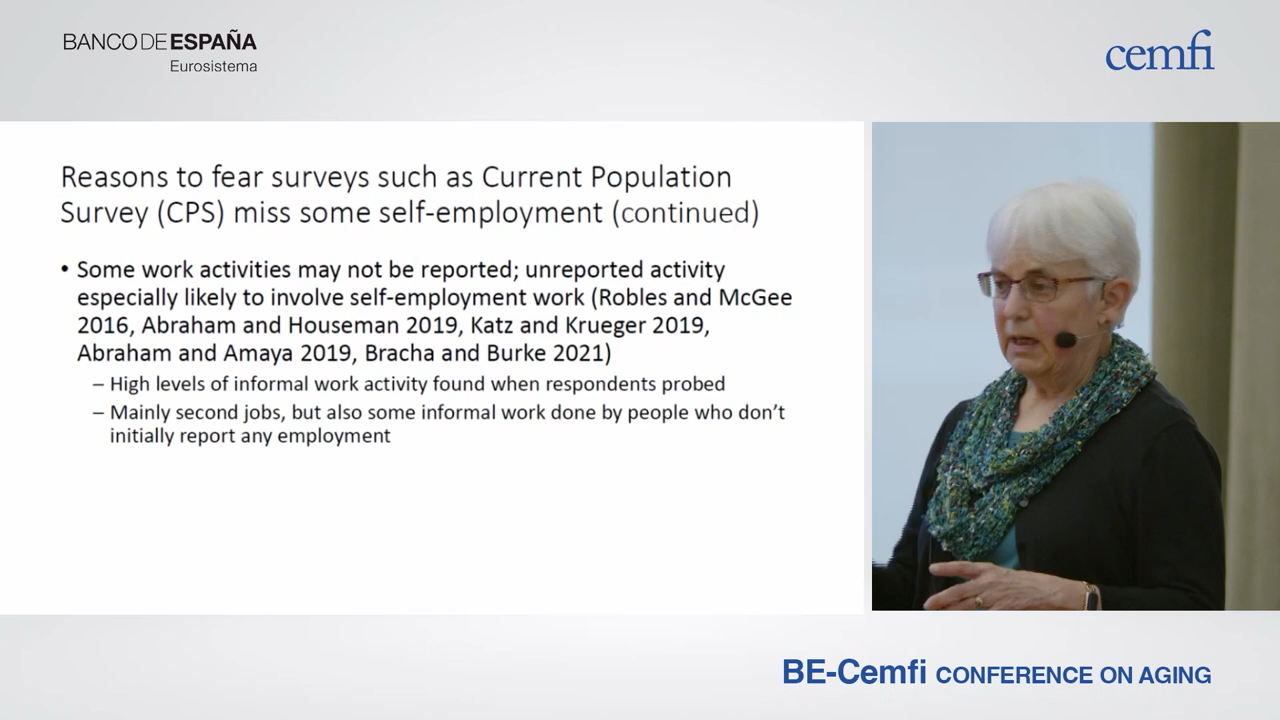 BANCO DE ESPAÑA
Eurosistema
cemfi
Reasons to fear surveys such as Current Population
Survey (CPS) miss some self-employment (continued)
• Some work activities may not be reported; unreported activity
especially likely to involve self-employment work (Robles and McGee
2016, Abraham and Houseman 2019, Katz and Krueger 2019,
Abraham and Amaya 2019, Bracha and Burke 2021)
– High levels of informal work activity found when respondents probed
– Mainly second jobs, but also some informal work done by people who don’t
initially report any employment
BE-Cemfi CONFERENCE ON AGING